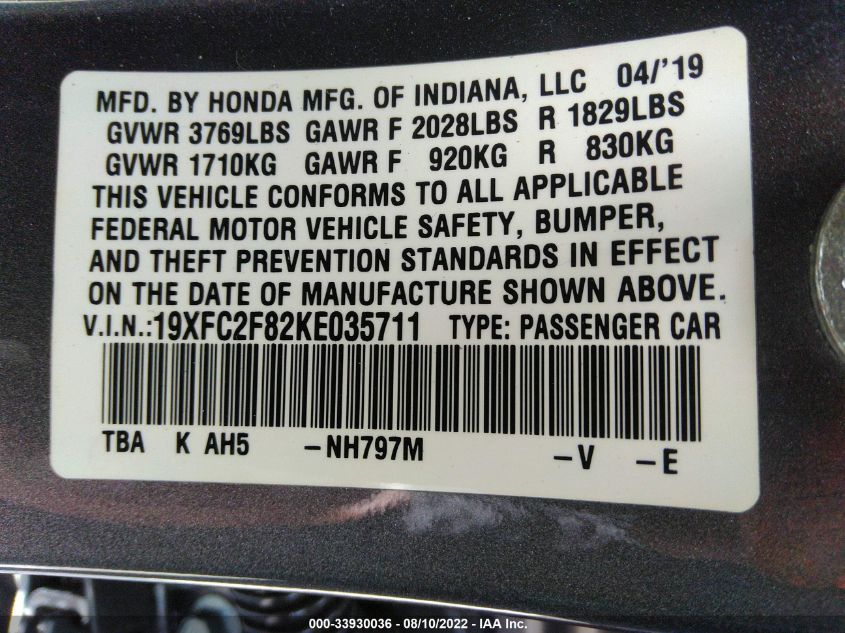 MFD. BY HONDA MFG. OF INDIANA, LLC 04/'19
GVWR 3769LBS GAWR F 2028LBS R 1829LBS
GVWR 1710KG GAWR F 920KG R 830KG
THIS VEHICLE CONFORMS TO ALL APPLICABLE
FEDERAL MOTOR VEHICLE SAFETY, BUMPER,
AND THEFT PREVENTION STANDARDS IN EFFECT
ON THE DATE OF MANUFACTURE SHOWN ABOVE.
V.I.N.:19XFC2F82KE035711 TYPE: PASSENGER CAR
TBA K AH5 -NH797M -V -E
000-33930036 - 08/10/2022 - IAA Inc.